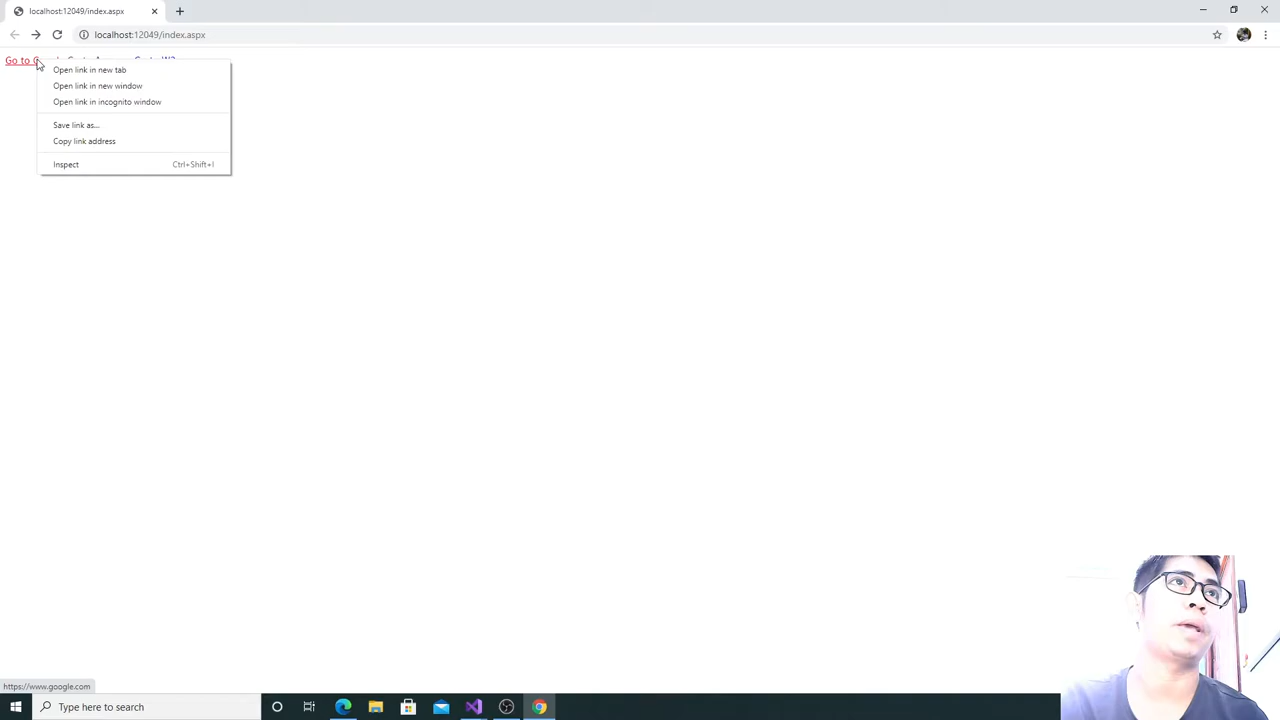 localhost:12049/index.aspx
localhost:12049/index.aspx
Go to
Open link in new tab
Open link in new window
Open link in incognito window
Save link as...
Copy link address
Inspect Ctrl+Shift+I
https://www.google.com
Type here to search